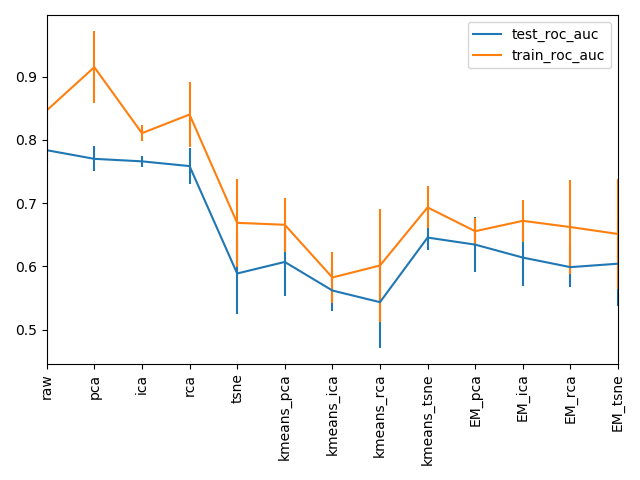 test_roc_auc
train_roc_auc
0.9
0.8
0.7
0.6
0.5
raw
pca
ica
rca
tsne
kmeans_pca
kmeans_ica
kmeans_rca
kmeans_tsne
EM_pca
EM_ica
EM_rca
EM_tsne